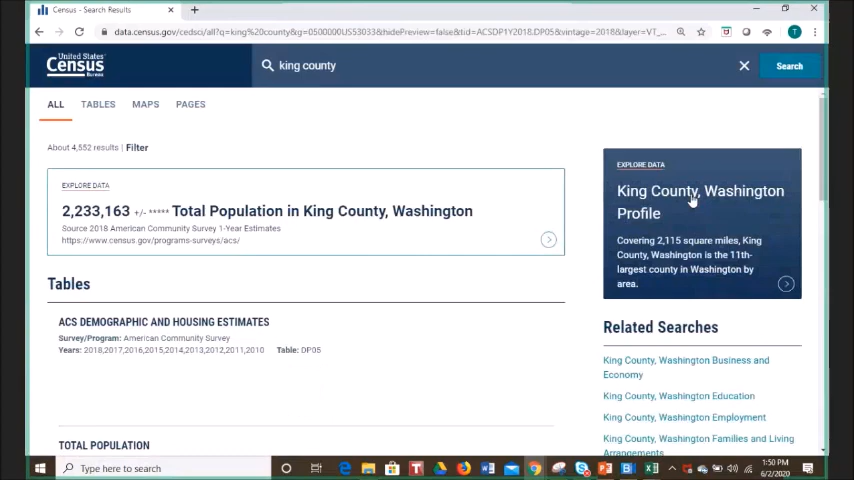 Census - Search Results
data.census.gov/cedsci/all?q=king%20county&g=0500000US53033&hidePreview=false&tid=ACSDP1Y2018.DP05&vintage=2018&layer=VT_...
T
United States®
Census
Bureau
king county
Search
ALL TABLES MAPS PAGES
About 4,552 results | Filter
EXPLORE DATA
2,233,163 +/- ***** Total Population in King County, Washington
Source 2018 American Community Survey 1-Year Estimates
https://www.census.gov/programs-surveys/acs/
Tables
ACS DEMOGRAPHIC AND HOUSING ESTIMATES
Survey/Program: American Community Survey
Years: 2018,2017,2016,2015,2014,2013,2012,2011,2010 Table: DP05
TOTAL POPULATION
EXPLORE DATA
King County, Washington
Profile
Covering 2,115 square miles, King
County, Washington is the 11th-
largest county in Washington by
area.
Related Searches
King County, Washington Business and
Economy
King County, Washington Education
King County, Washington Employment
King County, Washington Families and Living
Arrangements
Type here to search
1:50 PM
6/2/2020